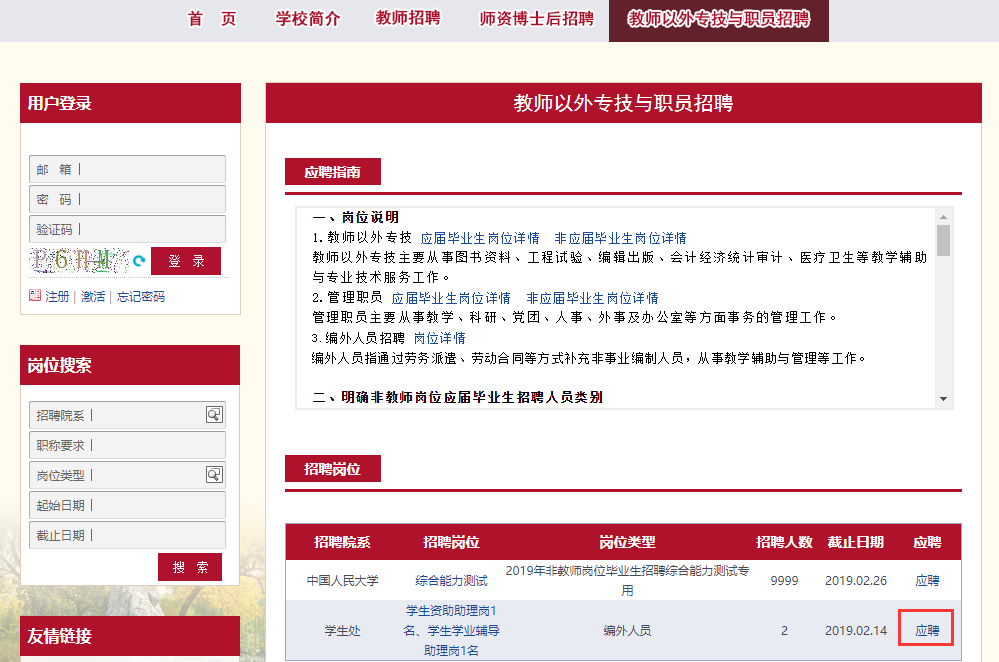 首 页 学校简介 教师招聘 师资博士后招聘 教师以外专技与职员招聘
用户登录
邮 箱 |
密 码 |
验证码 |
登 录
注册 | 激活 | 忘记密码
岗位搜索
招聘院系 |
职称要求 |
岗位类型 |
起始日期 |
截止日期 |
搜 索
友情链接
教师以外专技与职员招聘
应聘指南
一、岗位说明
1.教师以外专技 应届毕业生岗位详情 非应届毕业生岗位详情
教师以外专技主要从事图书资料、工程试验、编辑出版、会计经济统计审计、医疗卫生等教学辅助
与专业技术服务工作。
2.管理职员 应届毕业生岗位详情 非应届毕业生岗位详情
管理职员主要从事教学、科研、党团、人事、外事及办公室等方面事务的管理工作。
3.编外人员招聘 岗位详情
编外人员指通过劳务派遣、劳动合同等方式补充非事业编制人员，从事教学辅助与管理等工作。
二、明确非教师岗位应届毕业生招聘人员类别
招聘岗位
招聘院系 招聘岗位 岗位类型 招聘人数 截止日期 应聘
中国人民大学 综合能力测试 2019年非教师岗位毕业生招聘综合能力测试专
用 9999 2019.02.26 应聘
学生处 学生资助助理岗1
名、学生学业辅导
助理岗1名 编外人员 2 2019.02.14 应聘